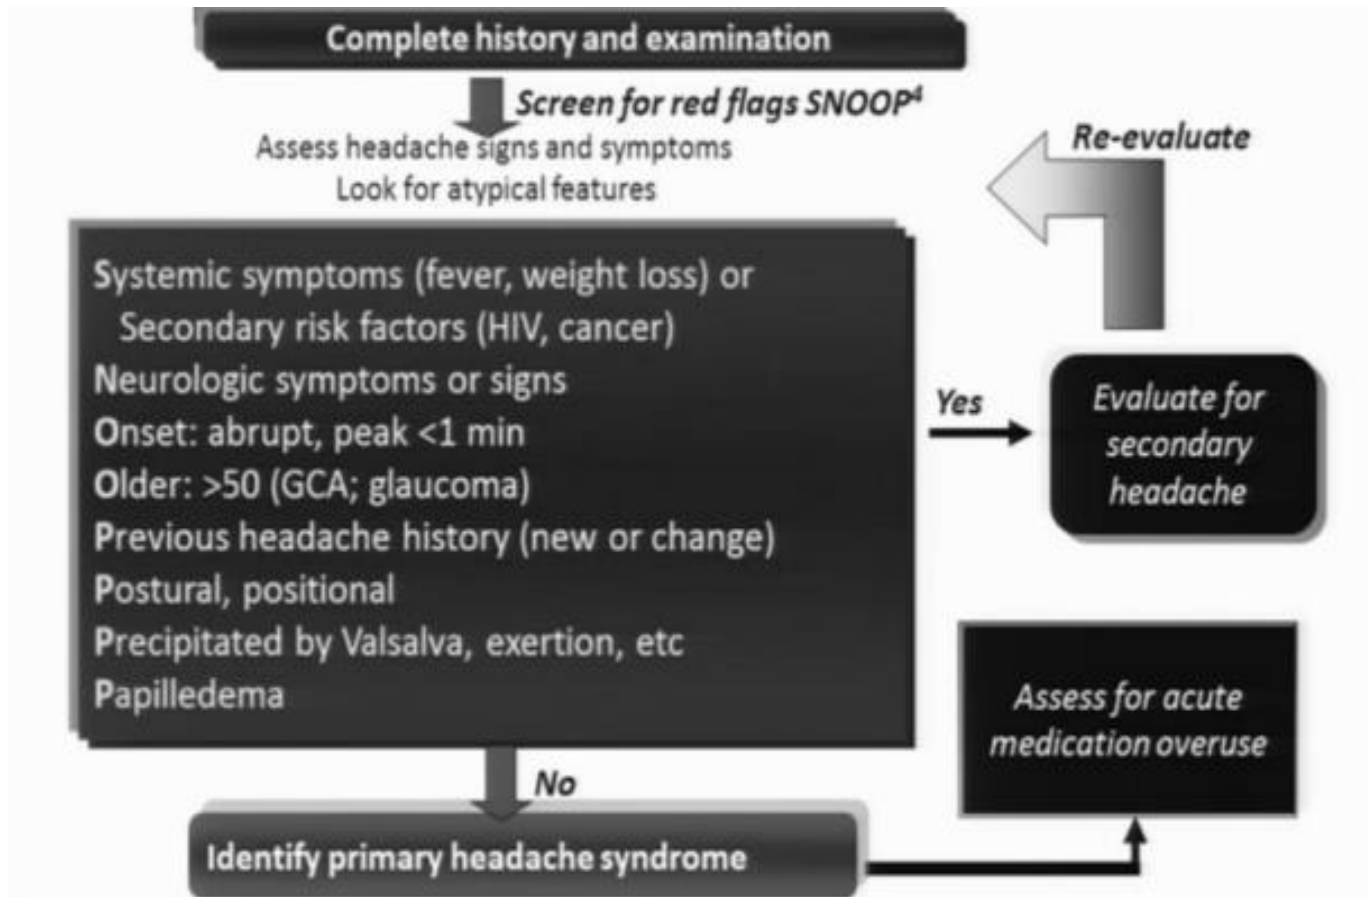 Complete history and examination
Screen for red flags SNOOP⁴
Assess headache signs and symptoms
Look for atypical features
Re-evaluate
Systemic symptoms (fever, weight loss) or
Secondary risk factors (HIV, cancer)
Neurologic symptoms or signs
Onset: abrupt, peak <1 min
Older: >50 (GCA; glaucoma)
Previous headache history (new or change)
Postural, positional
Precipitated by Valsalva, exertion, etc
Papilledema
Yes
Evaluate for
secondary
headache
No
Identify primary headache syndrome
Assess for acute
medication overuse